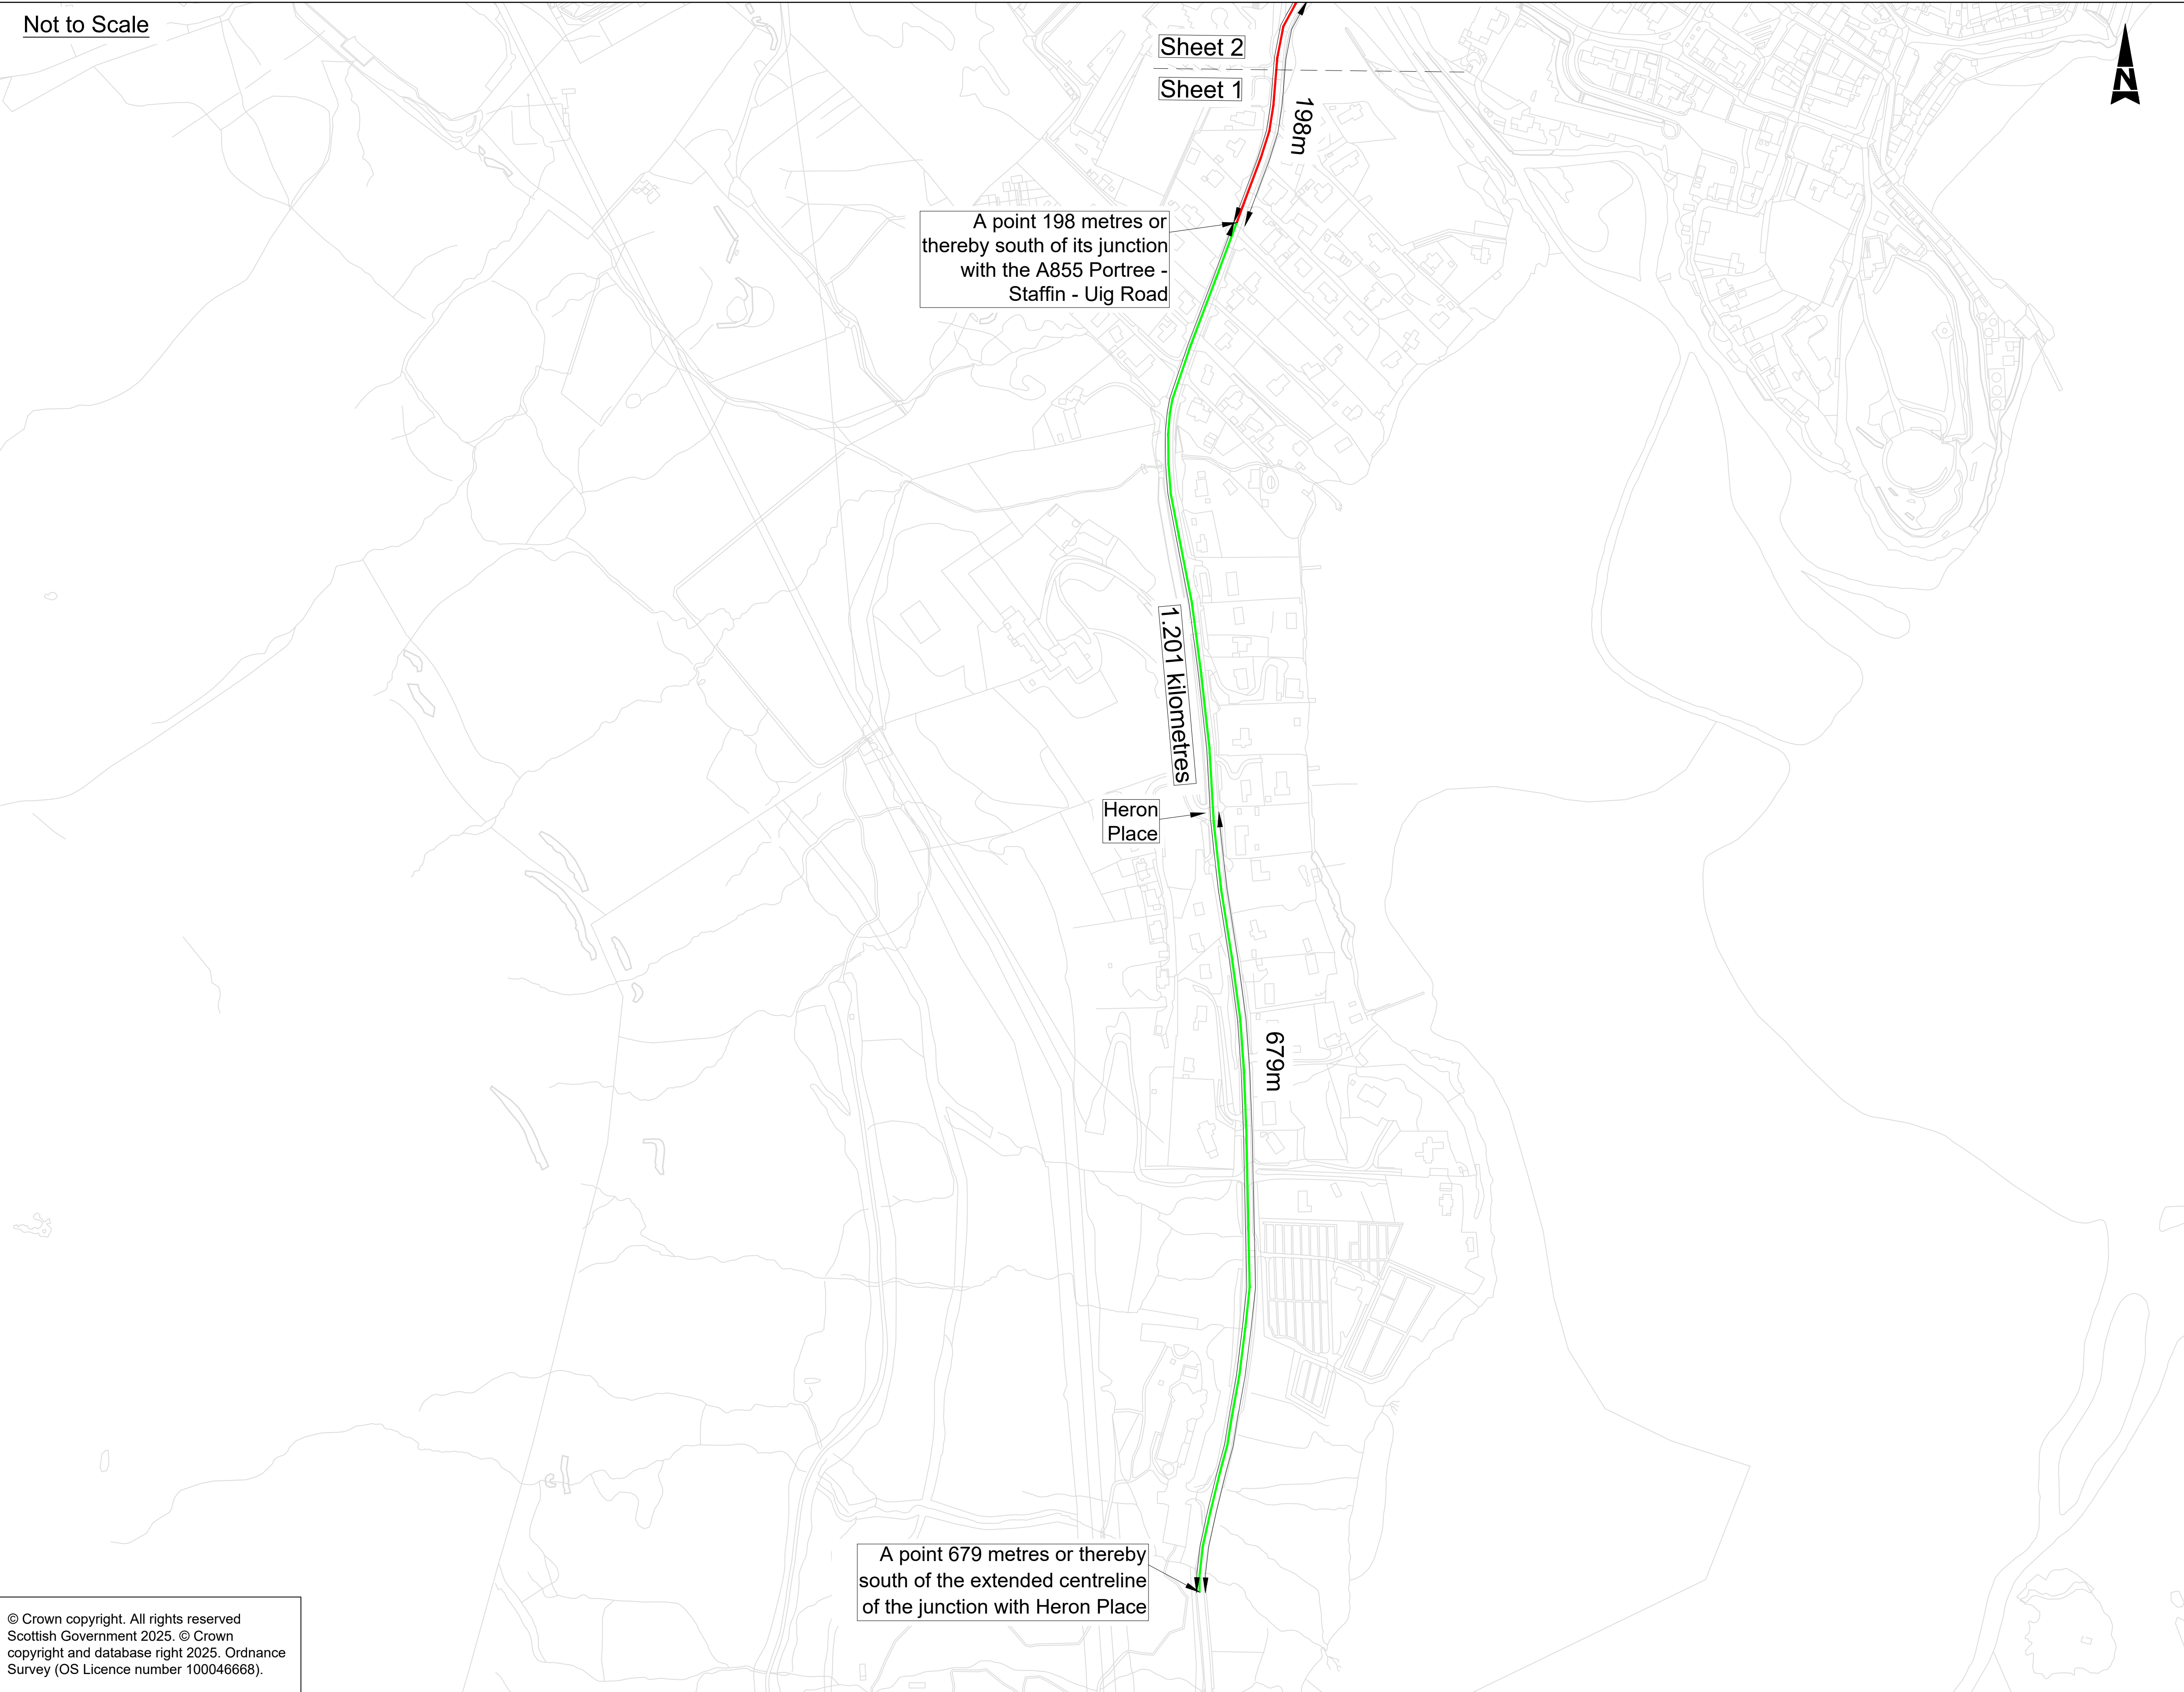 Not to Scale
Sheet 2
Sheet 1
N
198m
A point 198 metres or
thereby south of its junction
with the A855 Portree -
Staffin - Uig Road
1.201 kilometres
Heron
Place
679m
A point 679 metres or thereby
south of the extended centreline
of the junction with Heron Place
© Crown copyright. All rights reserved
Scottish Government 2025. © Crown
copyright and database right 2025. Ordnance
Survey (OS Licence number 100046668).